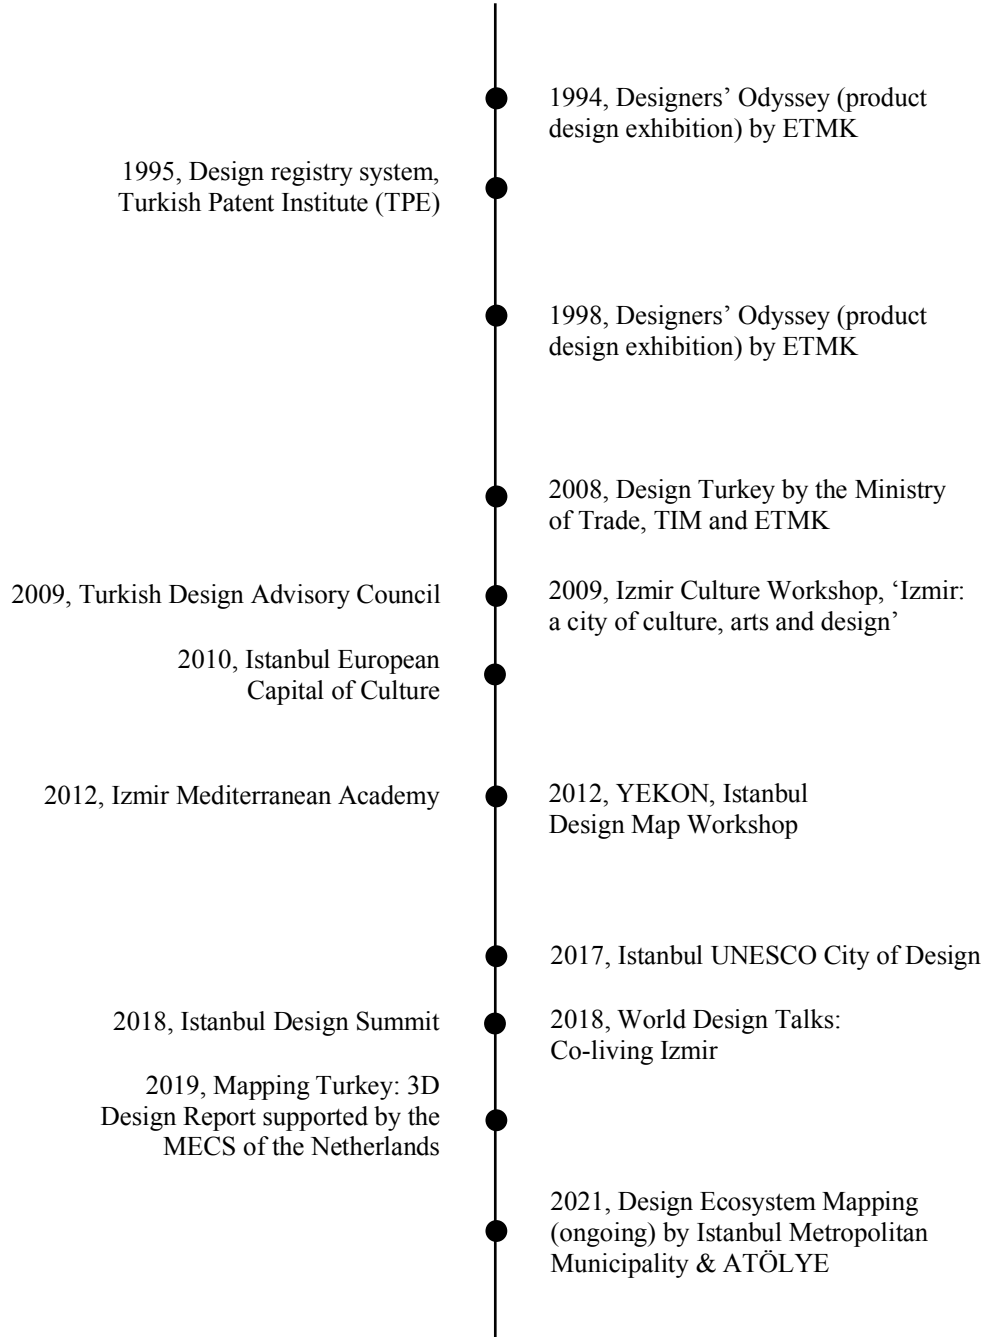 1994, Designers’ Odyssey (product
design exhibition) by ETMK
1995, Design registry system,
Turkish Patent Institute (TPE)
1998, Designers’ Odyssey (product
design exhibition) by ETMK
2008, Design Turkey by the Ministry
of Trade, TIM and ETMK
2009, Turkish Design Advisory Council
2009, Izmir Culture Workshop, ‘Izmir:
a city of culture, arts and design’
2010, Istanbul European
Capital of Culture
2012, Izmir Mediterranean Academy
2012, YEKON, Istanbul
Design Map Workshop
2017, Istanbul UNESCO City of Design
2018, Istanbul Design Summit
2018, World Design Talks:
Co-living Izmir
2019, Mapping Turkey: 3D
Design Report supported by the
MECS of the Netherlands
2021, Design Ecosystem Mapping
(ongoing) by Istanbul Metropolitan
Municipality & ATÖLYE